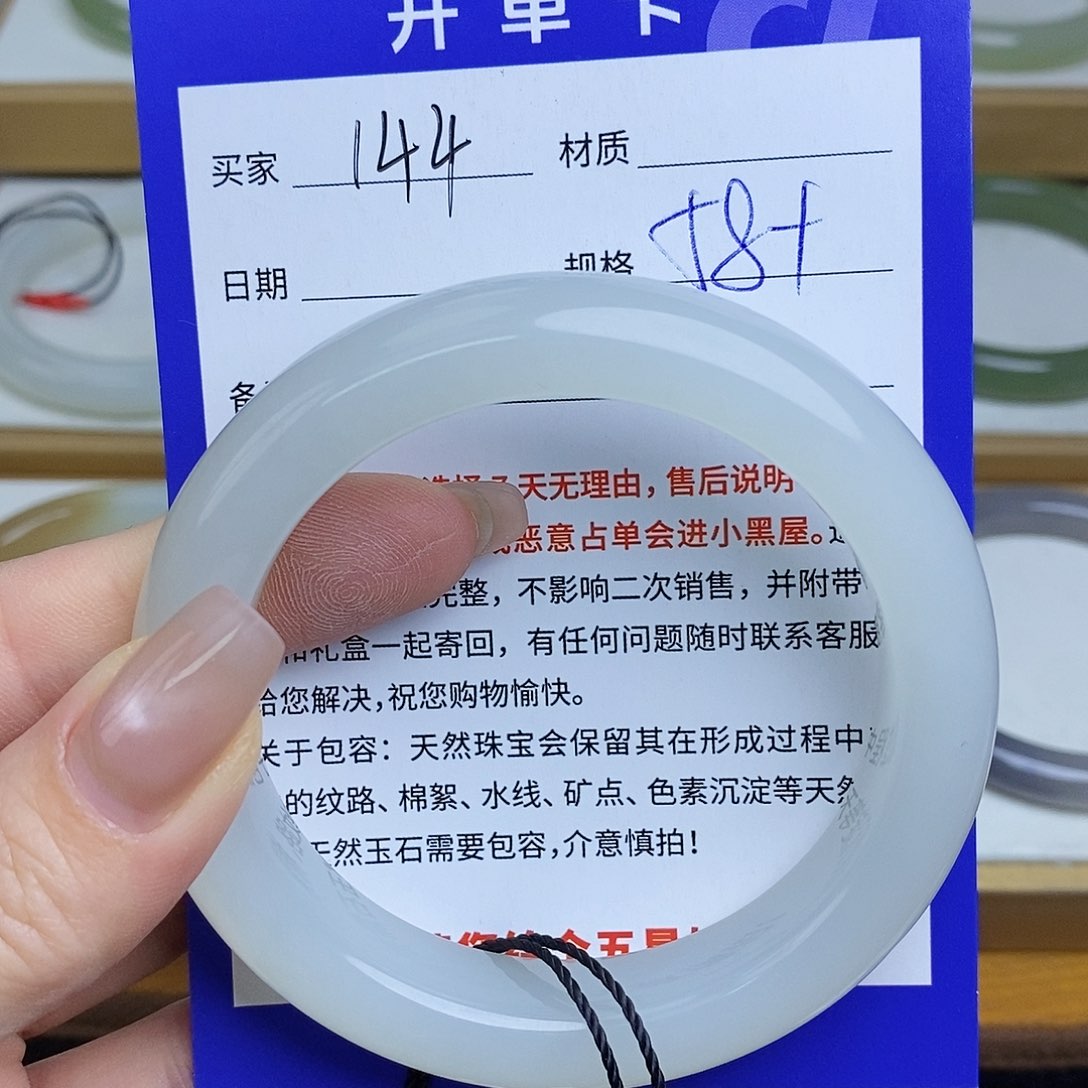 开单卡
买家 144 材质
日期 规格 58+
备
选择7天无理由，售后说明
恶意占单会进小黑屋。
完整，不影响二次销售，并附带
和礼盒一起寄回，有任何问题随时联系客服
给您解决，祝您购物愉快。
关于包容：天然珠宝会保留其在形成过程中
的纹路、棉絮、水线、矿点、色素沉淀等天然
天然玉石需要包容，介意慎拍！
五星